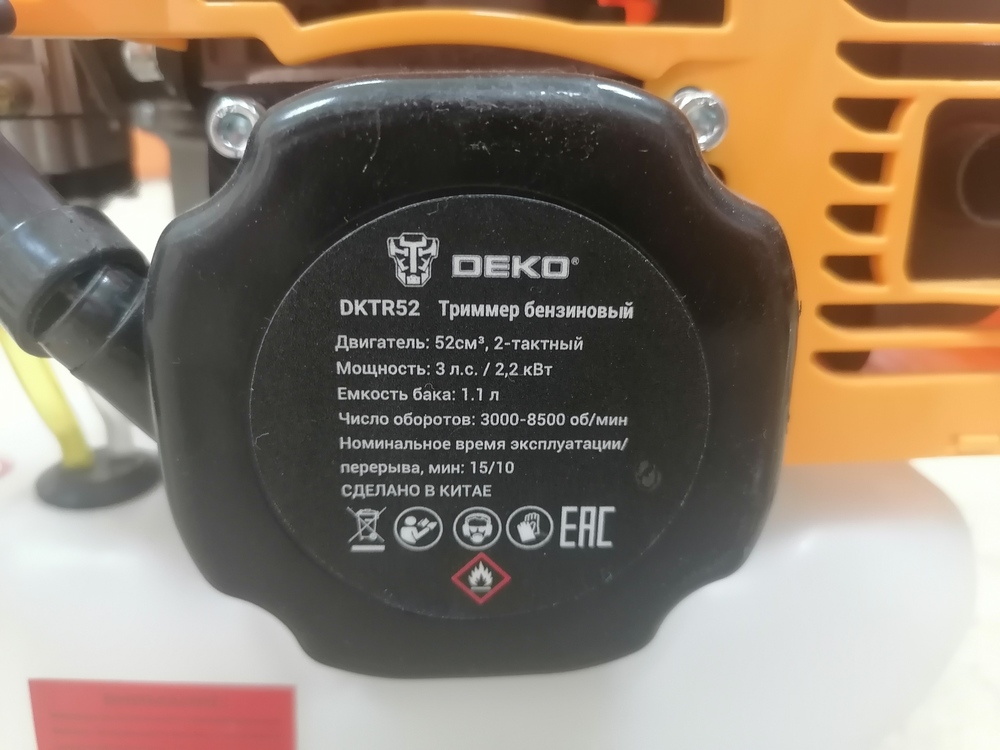 DEKO®
DKTR52 Триммер бензиновый
Двигатель: 52см³, 2-тактный
Мощность: 3 л.с. / 2,2 кВт
Емкость бака: 1.1 л
Число оборотов: 3000-8500 об/мин
Номинальное время эксплуатации/
перерыва, мин: 15/10
СДЕЛАНО В КИТАЕ
EAC